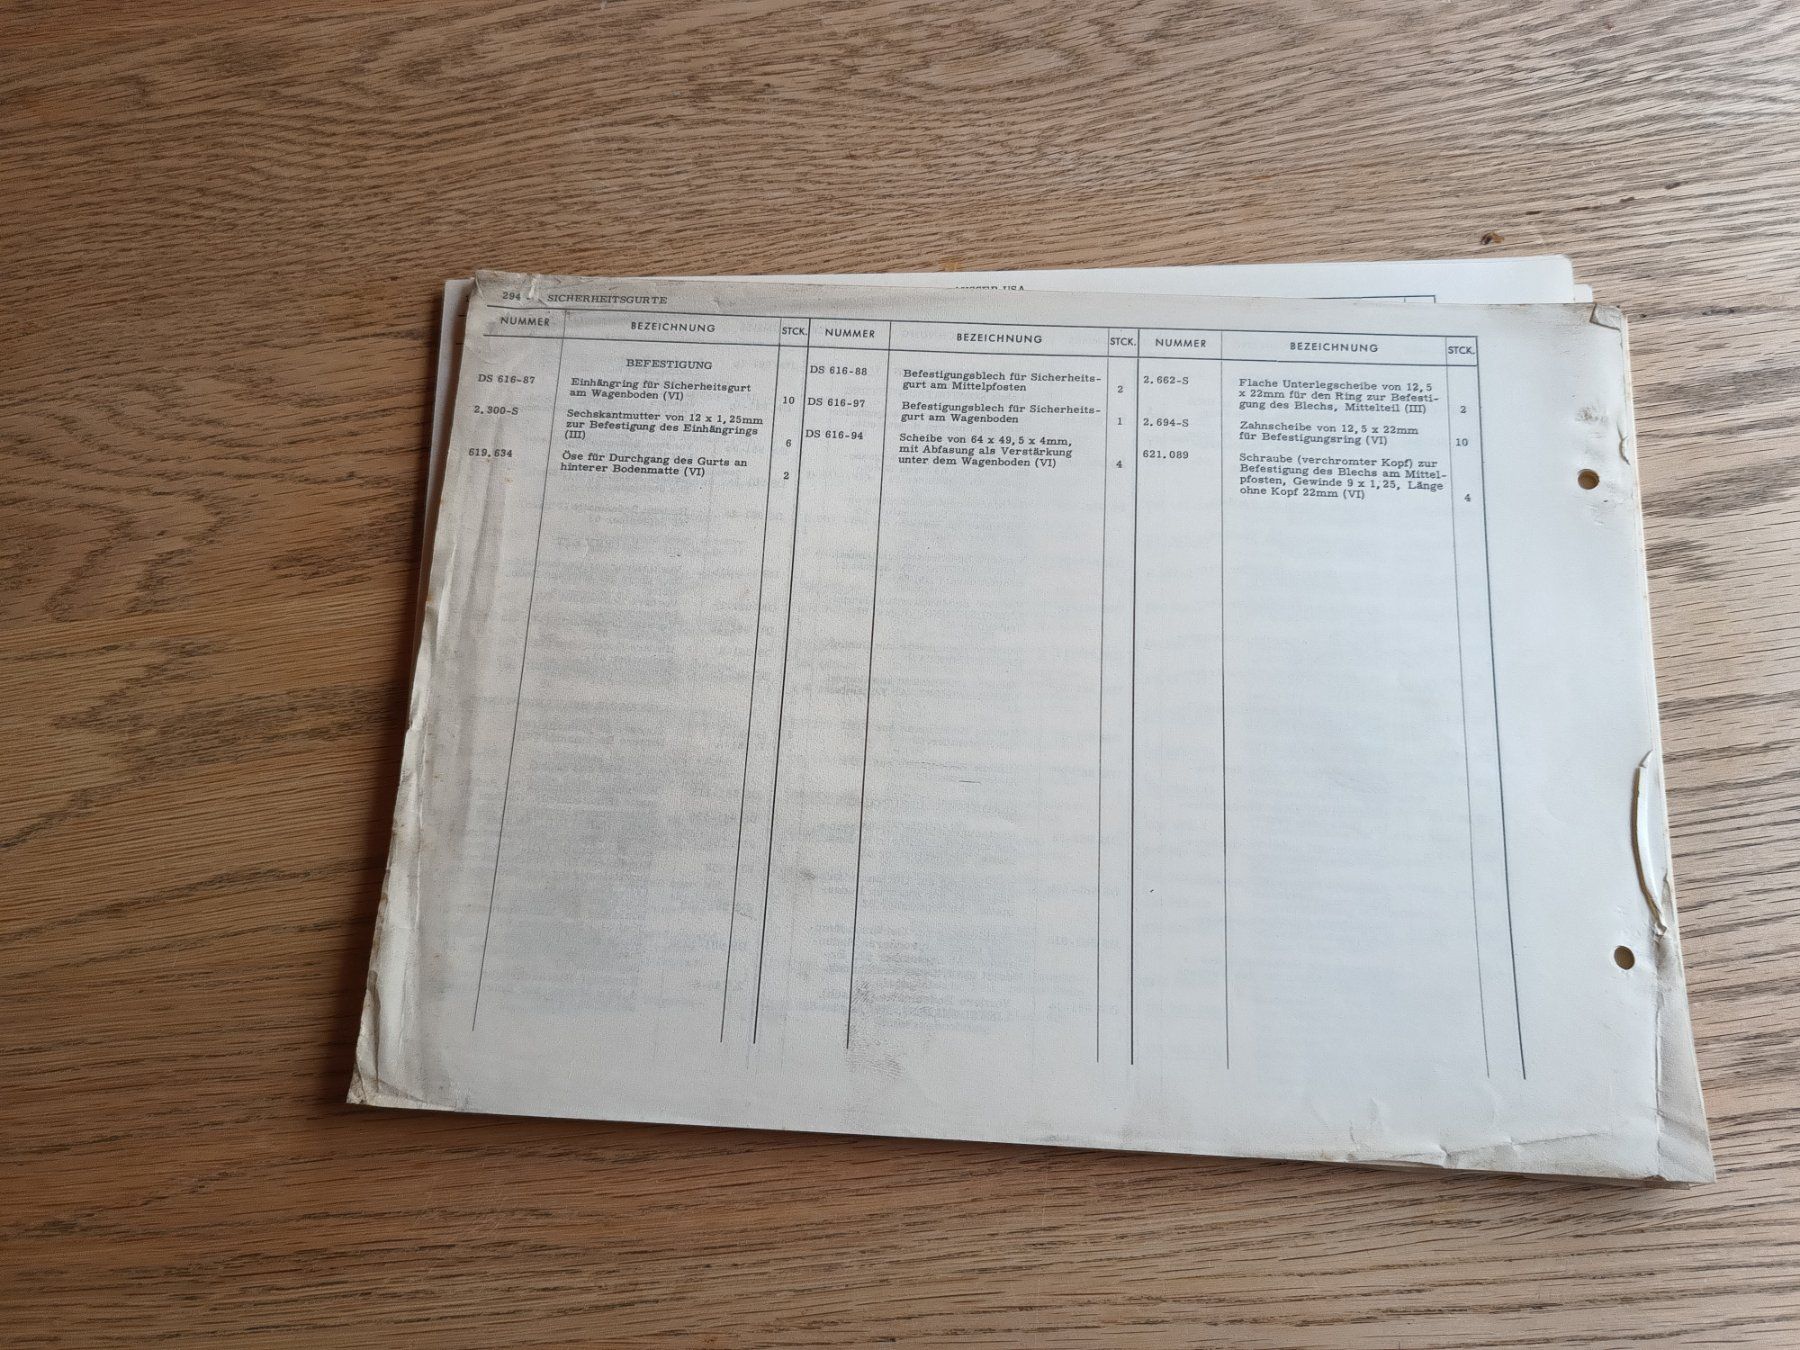 294 SICHERHEITSGURTE
USA
NUMMER BEZEICHNUNG STCK. NUMMER BEZEICHNUNG STCK. NUMMER BEZEICHNUNG STCK.
BEFESTIGUNG
DS 616-87 Einhängring für Sicherheitsgurt
am Wagenboden (VI) 10
2.300-S Sechskantmutter von 12 x 1,25mm
zur Befestigung des Einhängrings
(III) 6
619.634 Öse für Durchgang des Gurts an
hinterer Bodenmatte (VI) 2
DS 616-88 Befestigungsblech für Sicherheits-
gurt am Mittelpfosten 2
DS 616-97 Befestigungsblech für Sicherheits-
gurt am Wagenboden 1
DS 616-94 Scheibe von 64 x 49,5 x 4mm,
mit Abfasung als Verstärkung
unter dem Wagenboden (VI) 4
2.662-S Flache Unterlegscheibe von 12,5
x 22mm für den Ring zur Befesti-
gung des Blechs, Mittelteil (III) 2
2.694-S Zahnscheibe von 12,5 x 22mm
für Befestigungsring (VI) 10
621.089 Schraube (verchromter Kopf) zur
Befestigung des Blechs am Mittel-
pfosten, Gewinde 9 x 1,25, Länge
ohne Kopf 22mm (VI) 4